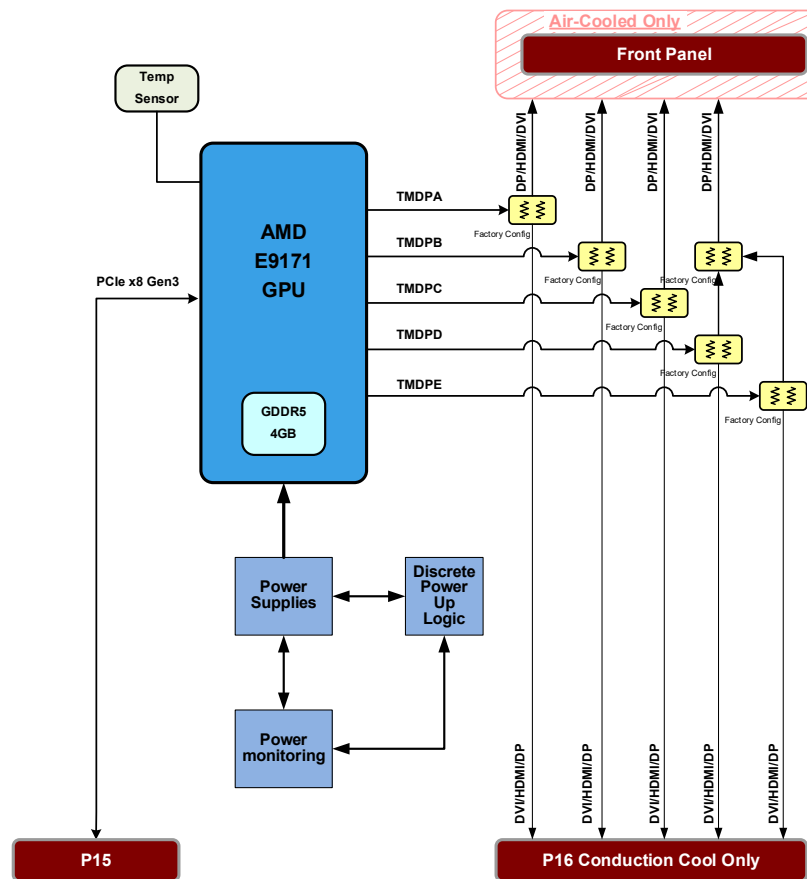 Air-Cooled Only
Front Panel
Temp
Sensor
DP/HDMI/DVI
DP/HDMI/DVI
DP/HDMI/DVI
DP/HDMI/DVI
AMD
E9171
GPU
TMDPA
Factory Config
TMDPB
Factory Config
Factory Config
PCIe x8 Gen3
TMDPC
Factory Config
TMDPD
Factory Config
TMDPE
Factory Config
GDDR5
4GB
Power
Supplies
Discrete
Power
Up
Logic
Power
monitoring
DVI/HDMI/DP
DVI/HDMI/DP
DVI/HDMI/DP
DVI/HDMI/DP
DVI/HDMI/DP
P15
P16 Conduction Cool Only